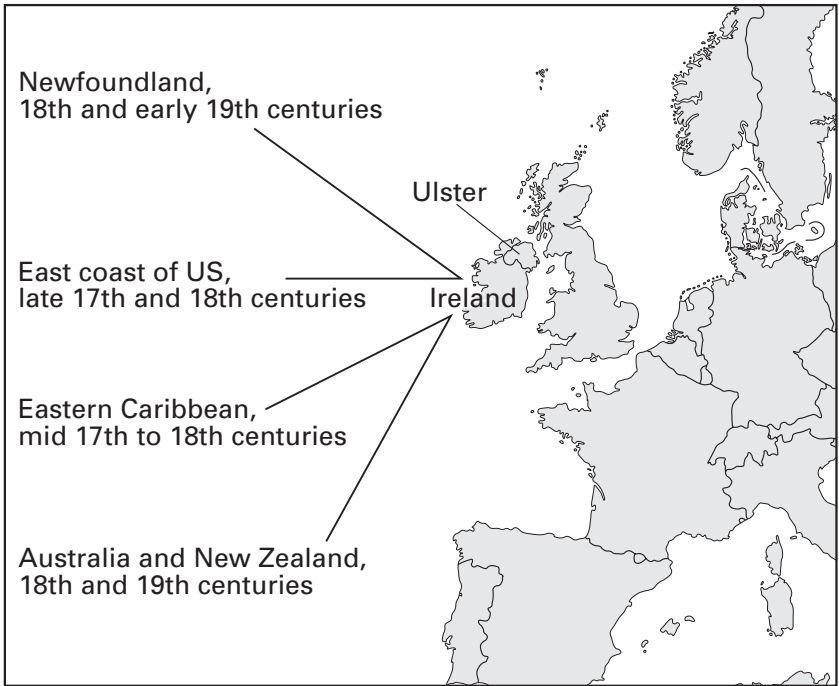 Newfoundland,
18th and early 19th centuries
Ulster
East coast of US,
late 17th and 18th centuries
Ireland
Eastern Caribbean,
mid 17th to 18th centuries
Australia and New Zealand,
18th and 19th centuries